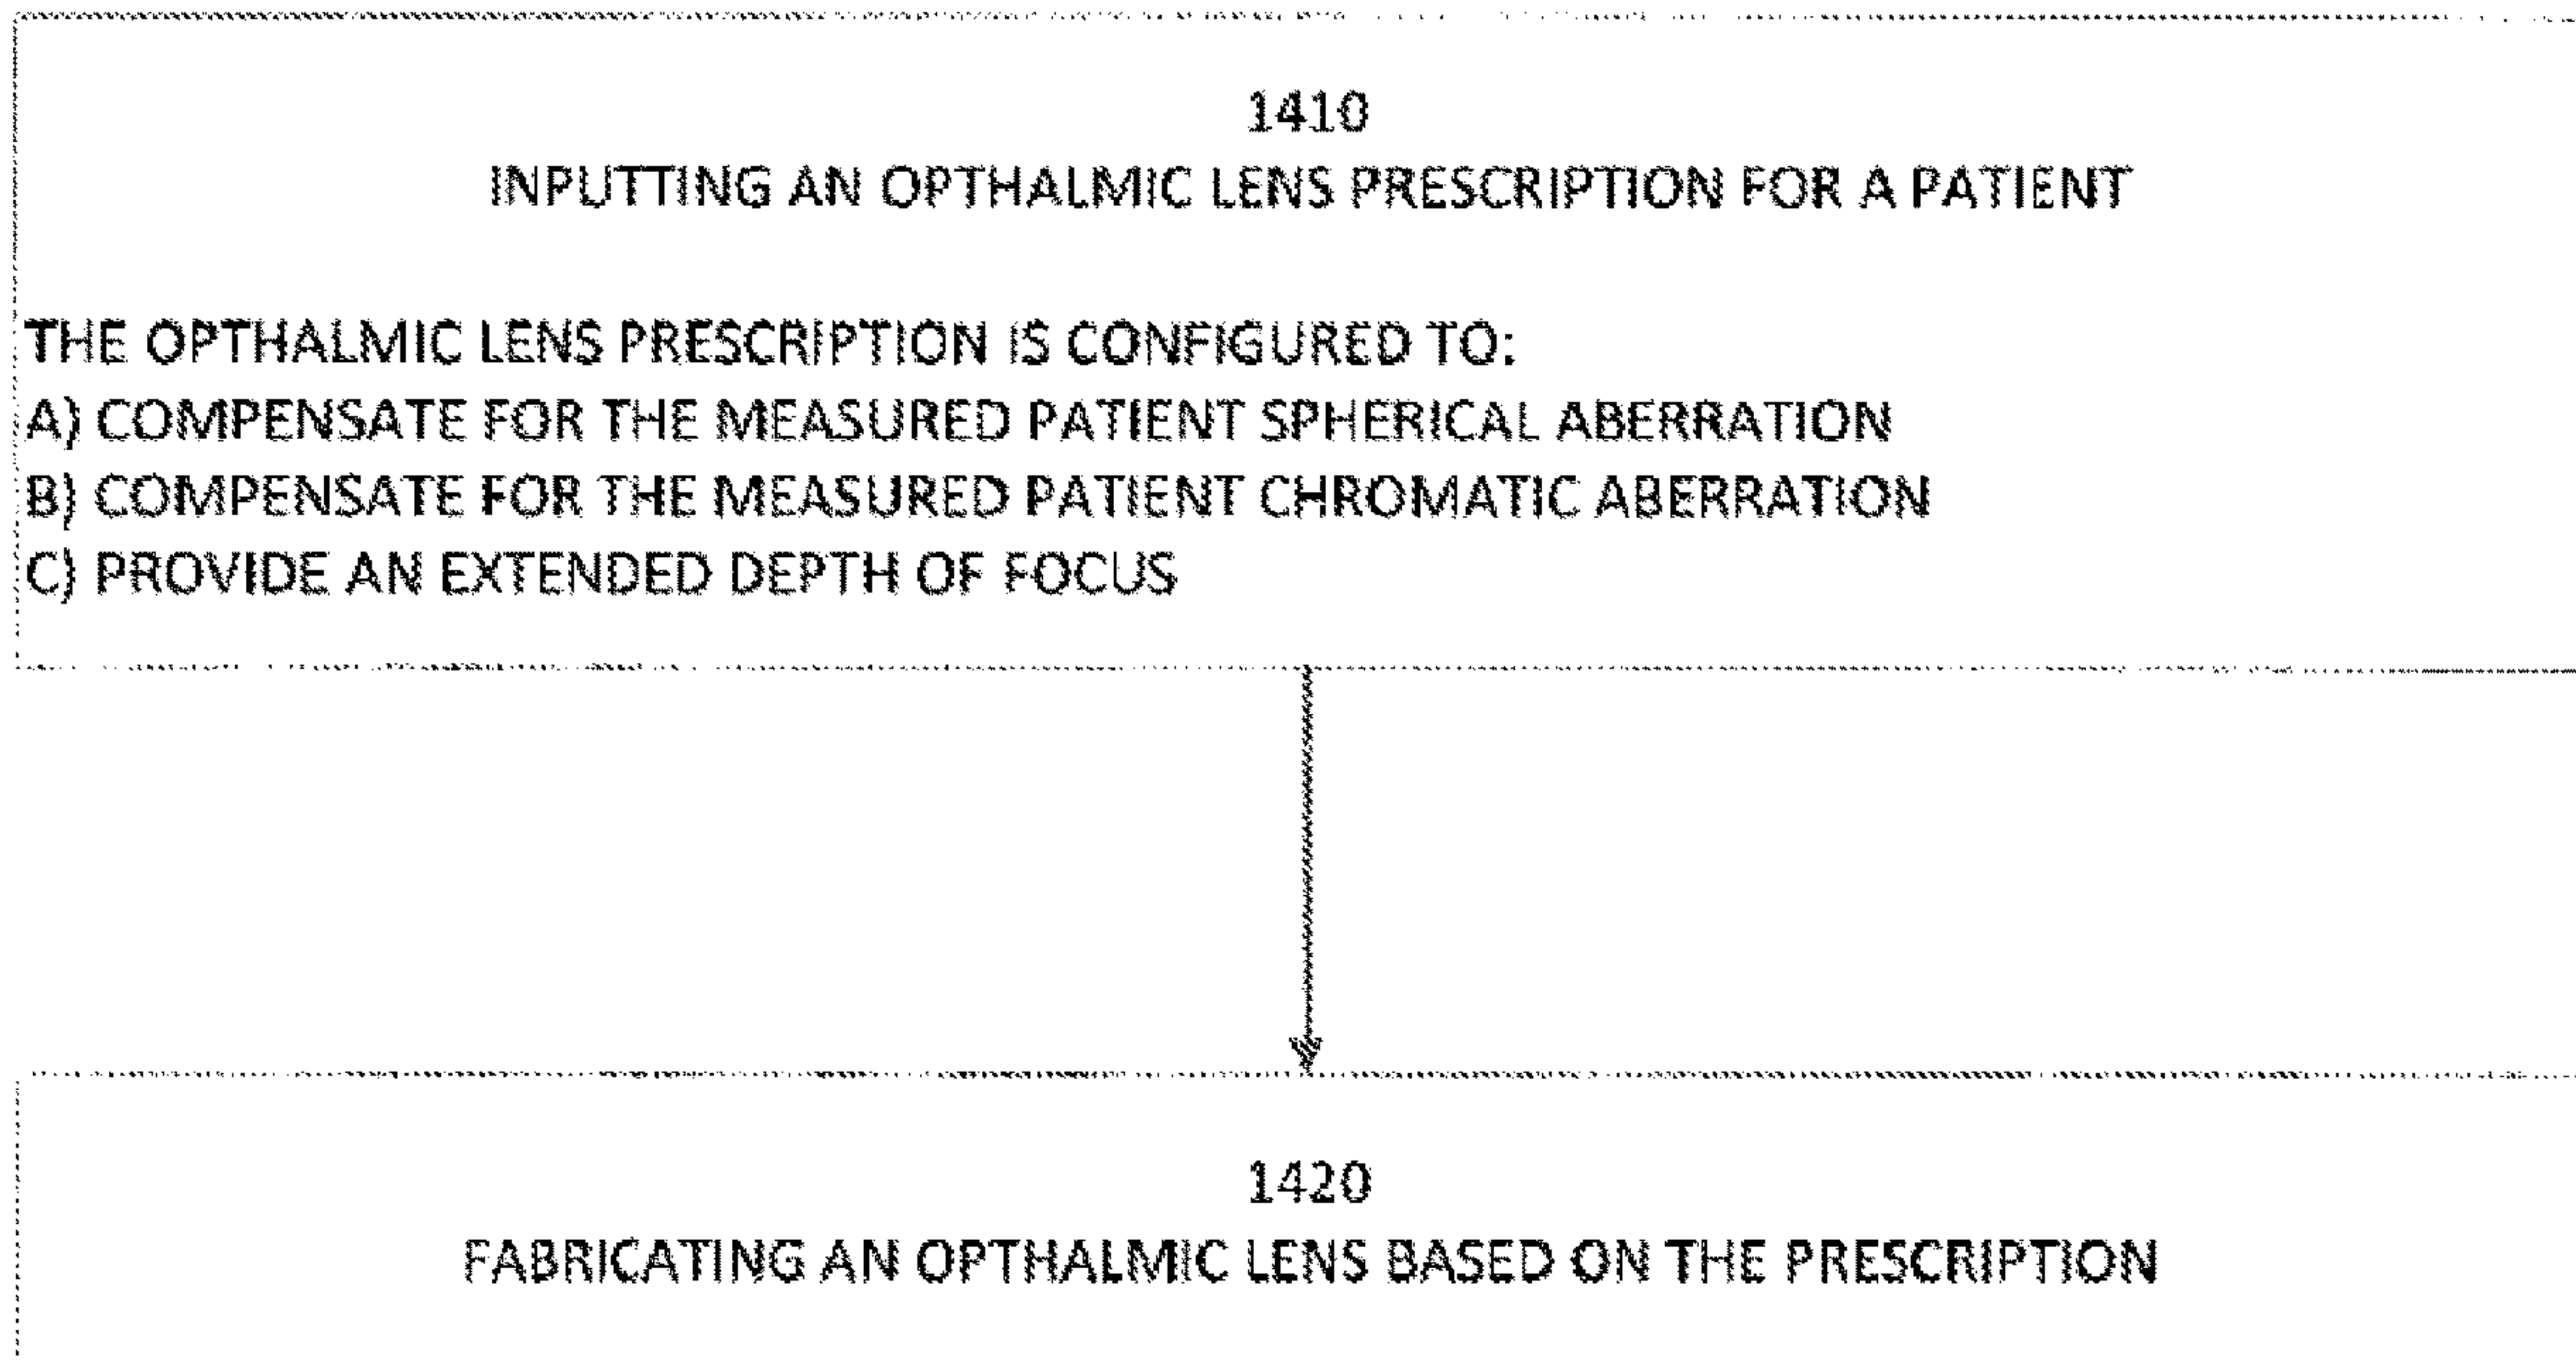 1410
INPUTTING AN OPTHALMIC LENS PRESCRIPTION FOR A PATIENT
THE OPTHALMIC LENS PRESCRIPTION IS CONFIGURED TO:
A) COMPENSATE FOR THE MEASURED PATIENT SPHERICAL ABERRATION
B) COMPENSATE FOR THE MEASURED PATIENT CHROMATIC ABERRATION
C) PROVIDE AN EXTENDED DEPTH OF FOCUS
1420
FABRICATING AN OPTHALMIC LENS BASED ON THE PRESCRIPTION